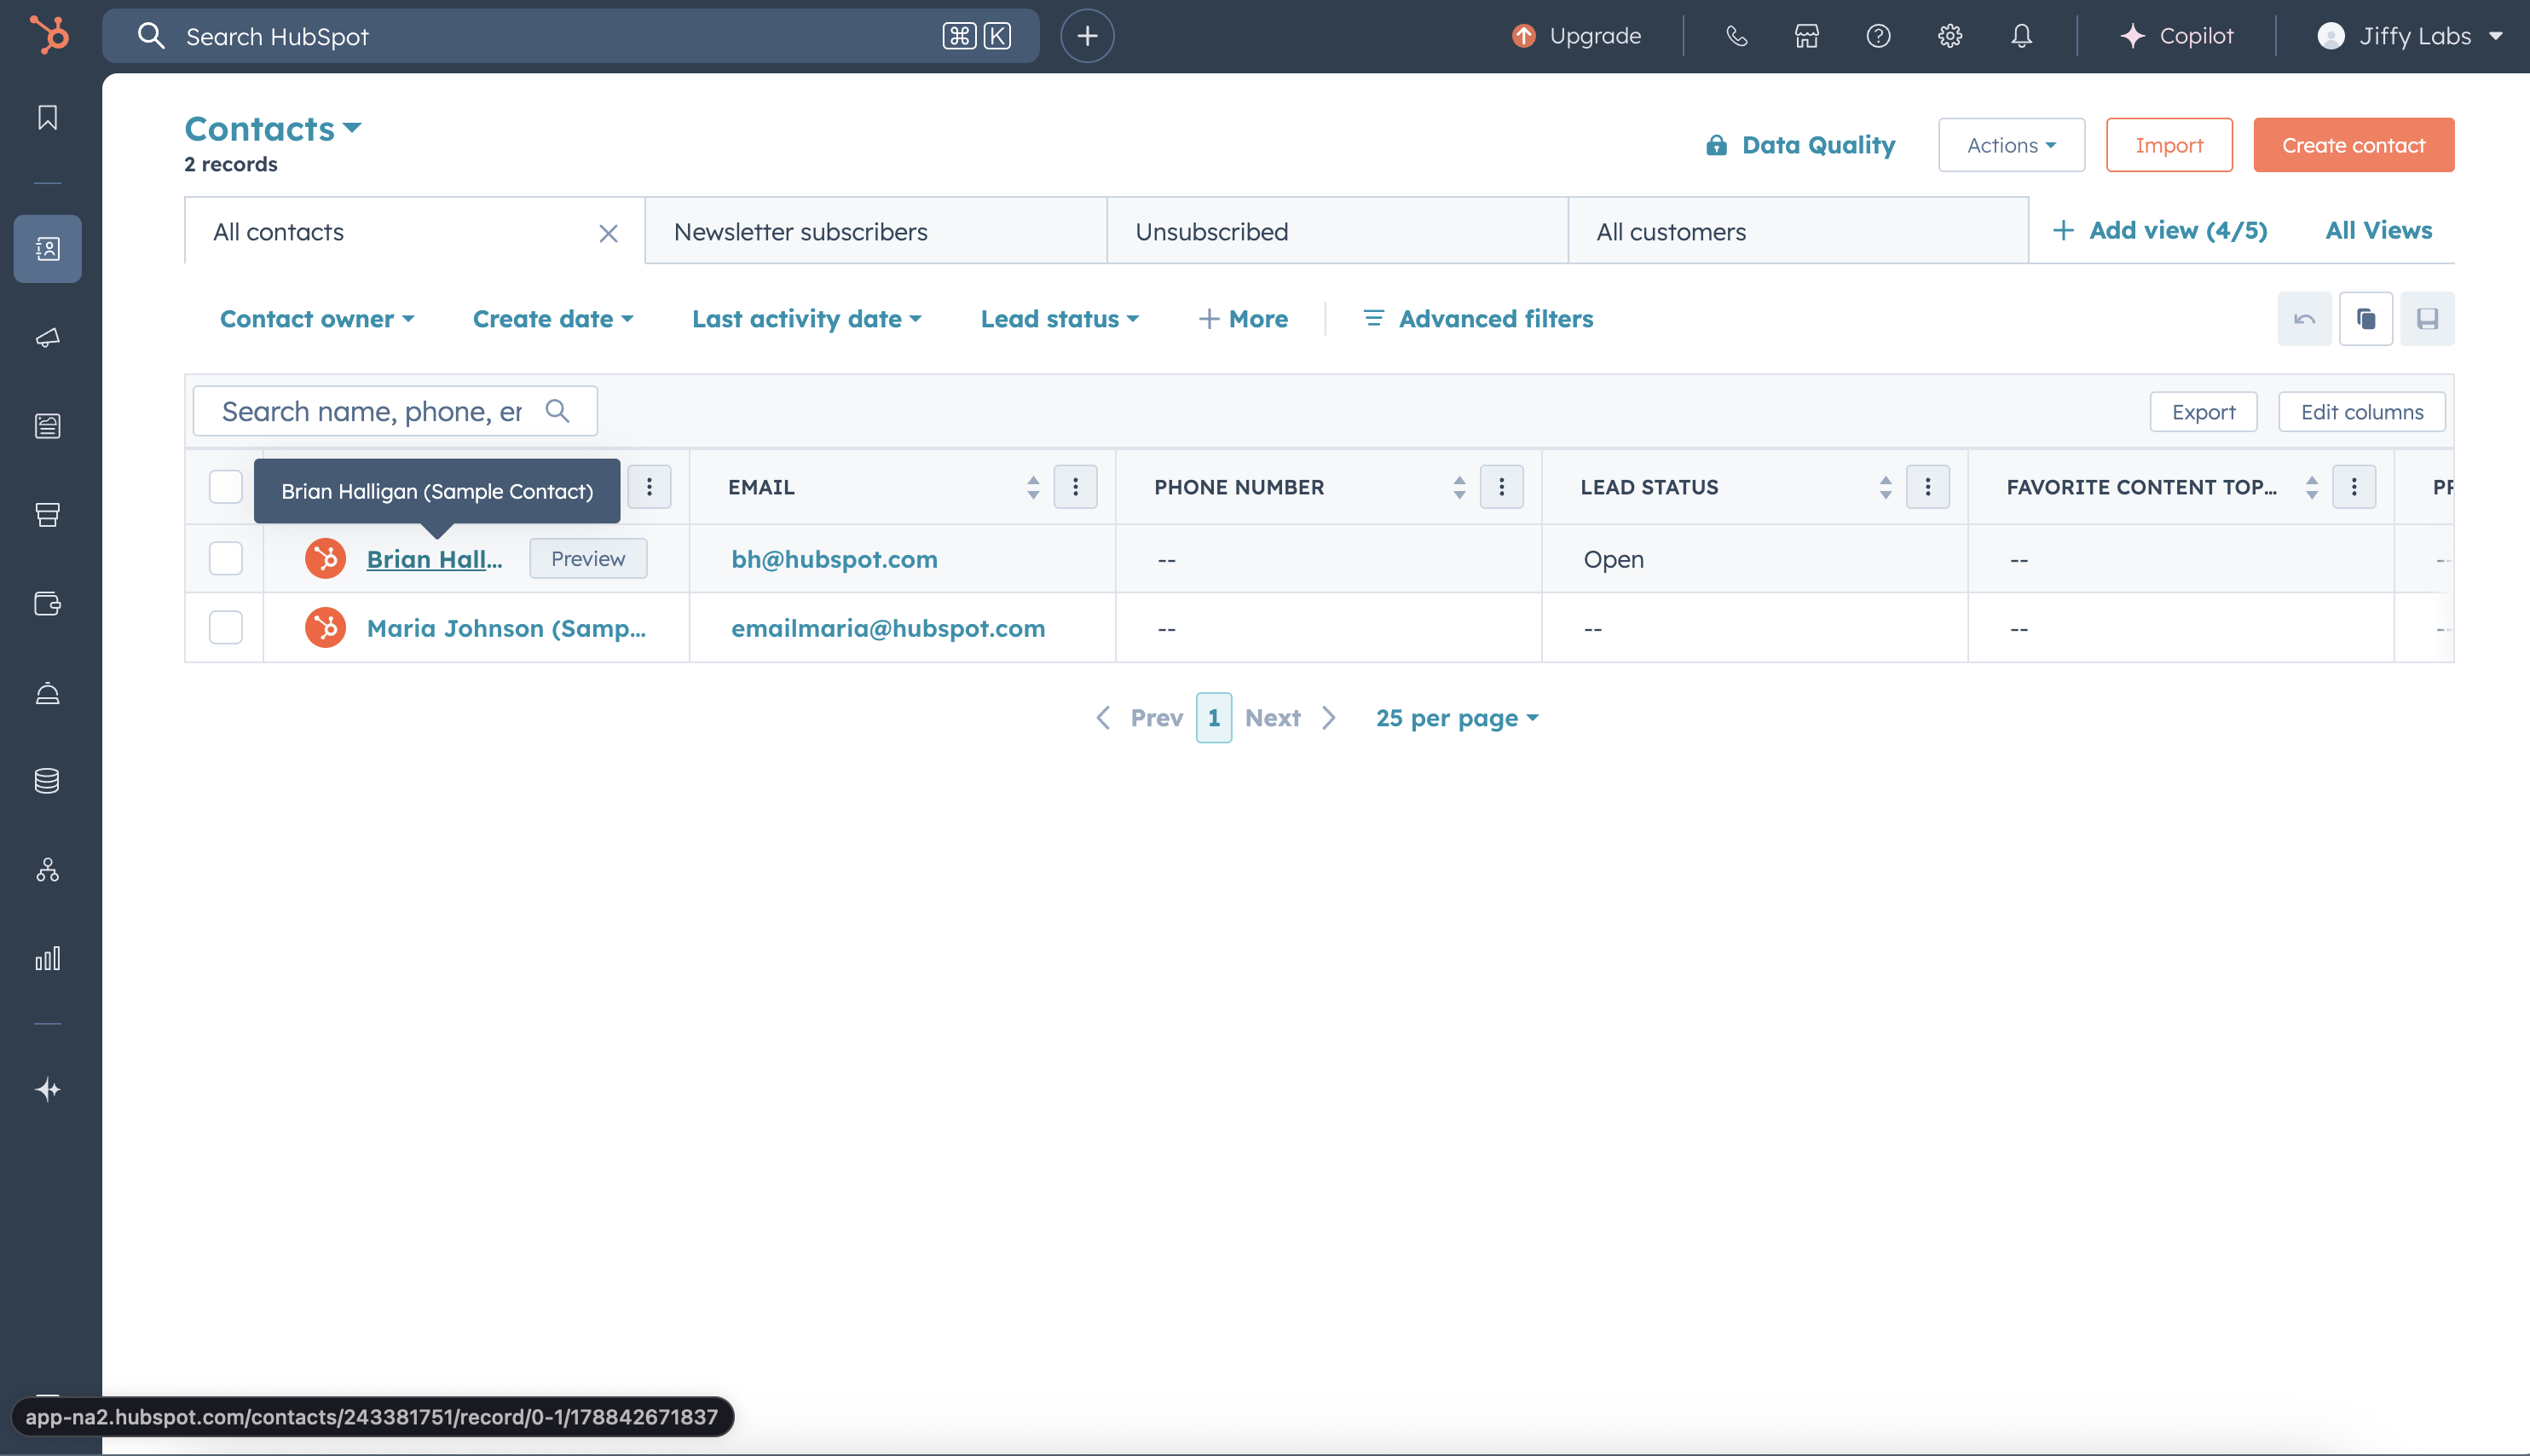 Search HubSpot
⌘ K
Upgrade
Copilot
Jiffy Labs
Contacts
2 records
Data Quality
Actions
Import
Create contact
All contacts
Newsletter subscribers
Unsubscribed
All customers
Add view (4/5)
All Views
Contact owner
Create date
Last activity date
Lead status
More
Advanced filters
Search name, phone, er
Export
Edit columns
Brian Halligan (Sample Contact)
EMAIL
PHONE NUMBER
LEAD STATUS
FAVORITE CONTENT TOP...
Brian Hall...
Preview
bh@hubspot.com
--
Open
--
--
Maria Johnson (Samp...
emailmaria@hubspot.com
--
--
--
--
Prev
1
Next
25 per page
app-na2.hubspot.com/contacts/243381751/record/0-1/178842671837